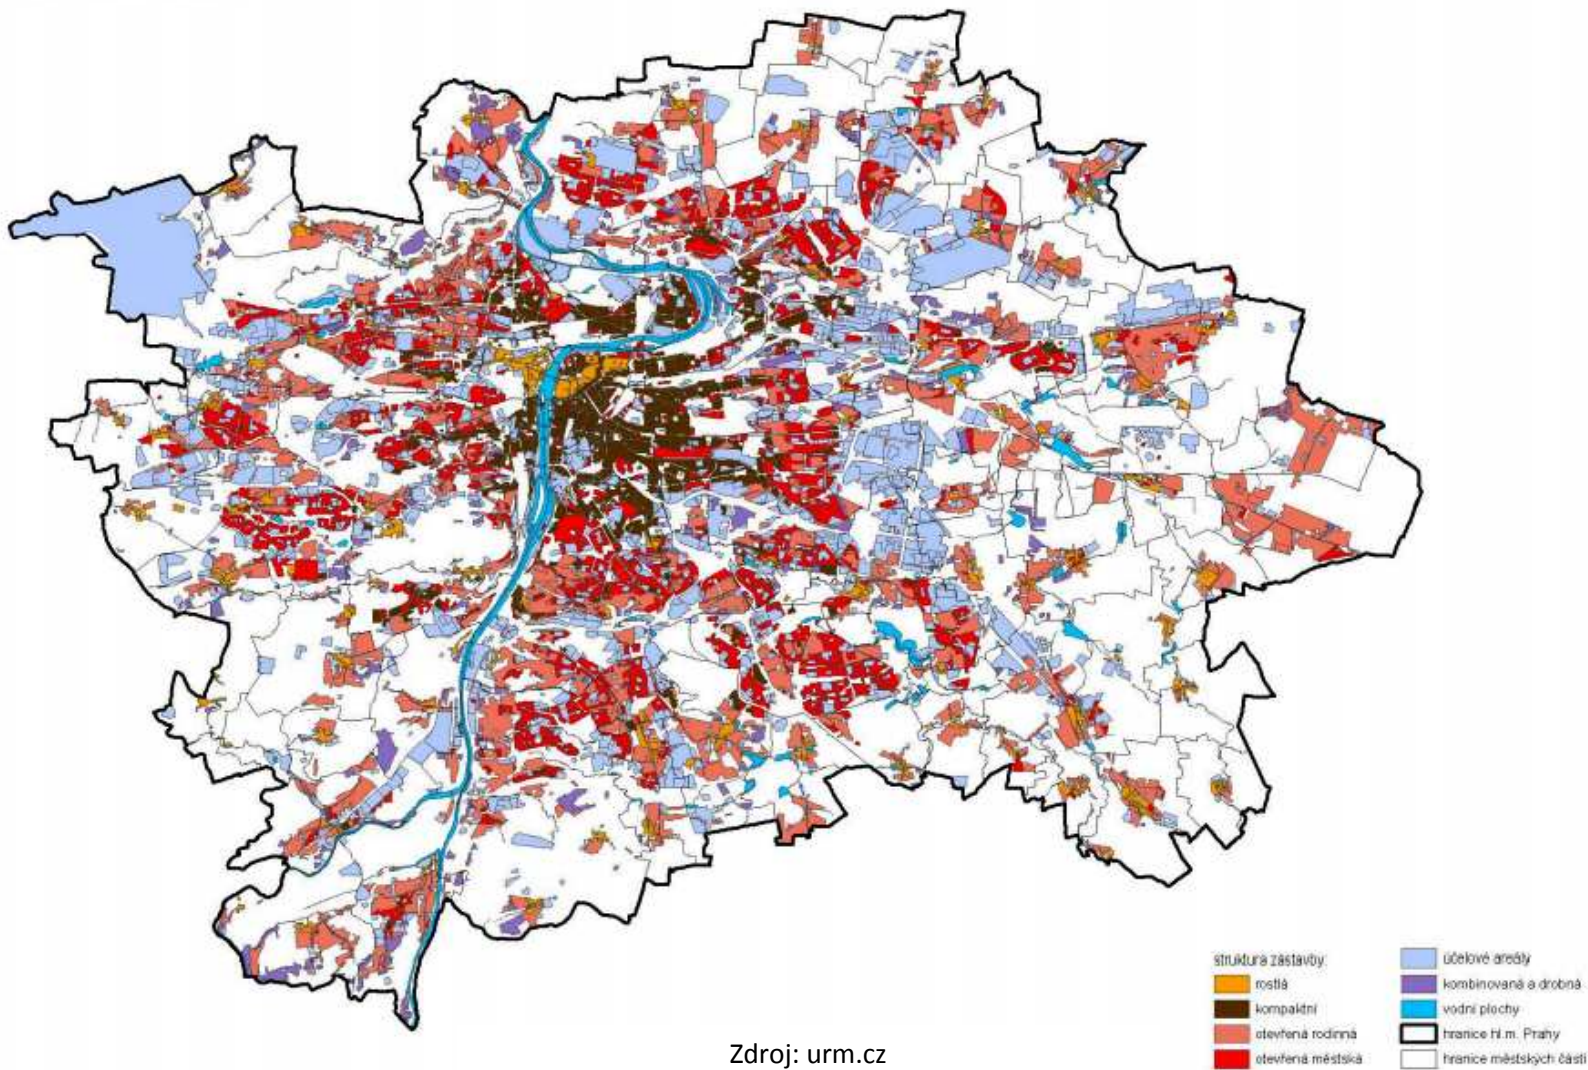 struktura zástavby:
rostlá
kompaktní
otevřená rodinná
otevřená městská
účelové areály
kombinovaná a drobná
vodní plochy
hranice hl.m. Prahy
hranice městských částí
Zdroj: urm.cz